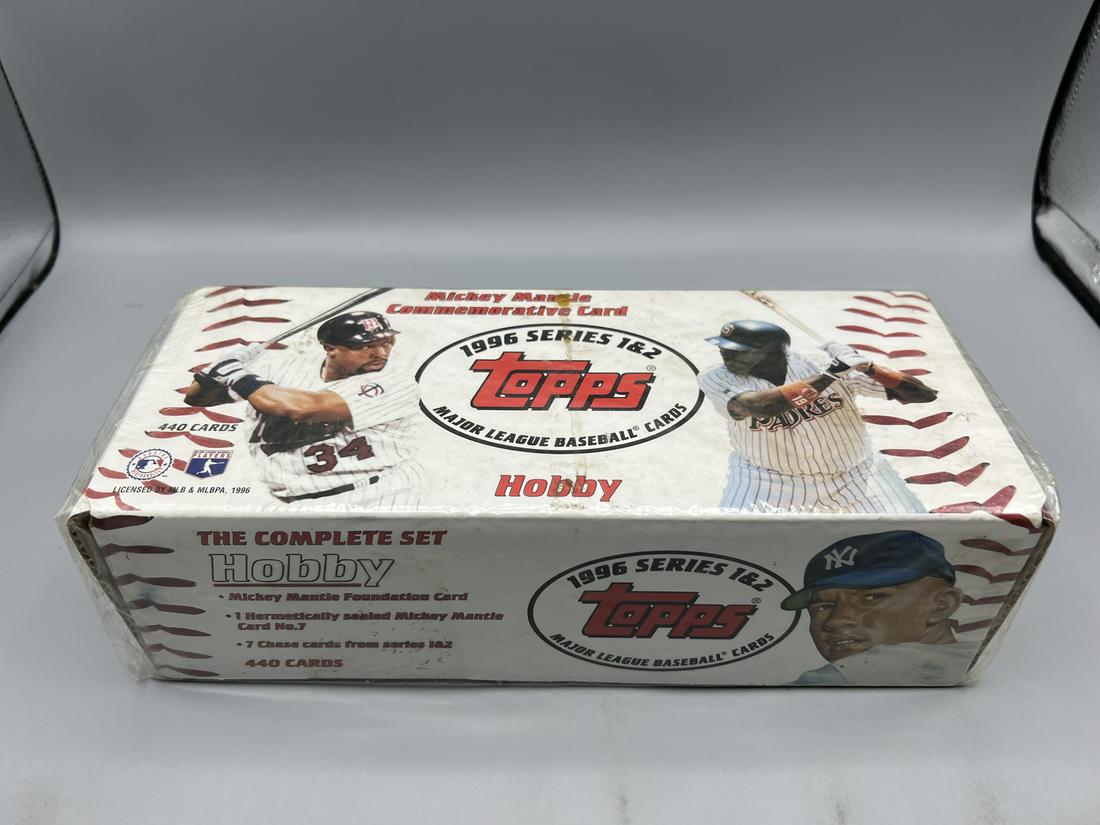 Mickey Mantle
Commemorative Card
1996 SERIES 1&2
TOPPS®
MAJOR LEAGUE BASEBALL® CARDS
Hobby
440 CARDS
PLAYERS
LICENSED BY MLB & MLBPA, 1996
34
PADRES
THE COMPLETE SET
Hobby
• Mickey Mantle Foundation Card
• 1 Hermetically sealed Mickey Mantle
Card No.7
• 7 Chase cards from series 1&2
440 CARDS
1996 SERIES 1&2
TOPPS®
MAJOR LEAGUE BASEBALL® CARDS
NY